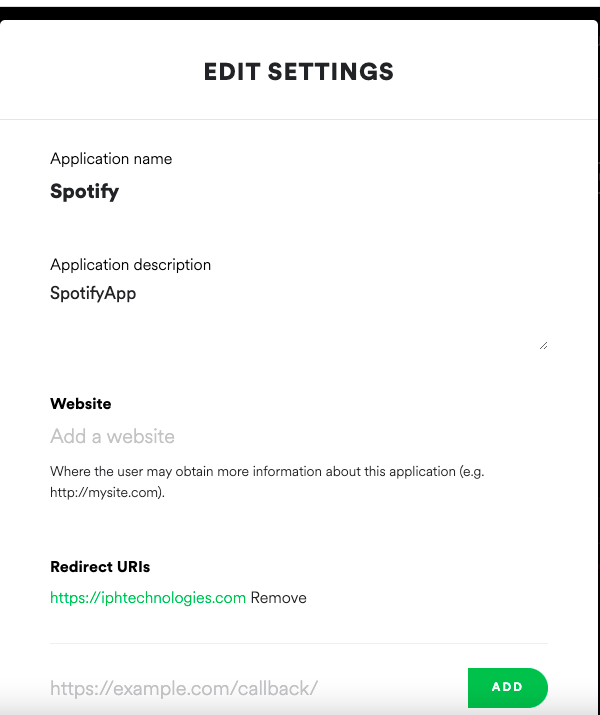 EDIT SETTINGS
Application name
Spotify
Application description
SpotifyApp
Website
Add a website
Where the user may obtain more information about this application (e.g.
http://mysite.com).
Redirect URIs
https://iphtechnologies.com Remove
https://example.com/callback/
ADD